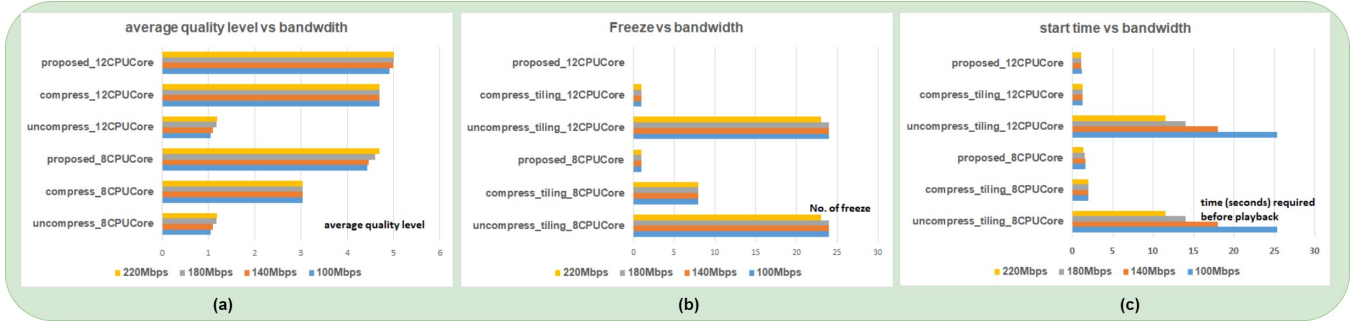 average quality level vs bandwdith
proposed_12CPUCore
compress_12CPUCore
uncompress_12CPUCore
proposed_8CPUCore
compress_8CPUCore
uncompress_8CPUCore
average quality level
0 1 2 3 4 5 6
220Mbps 180Mbps 140Mbps 100Mbps
(a)
Freeze vs bandwidth
proposed_12CPUCore
compress_tiling_12CPUCore
uncompress_tiling_12CPUCore
proposed_8CPUCore
compress_tiling_8CPUCore
uncompress_tiling_8CPUCore
No. of freeze
0 5 10 15 20 25 30
220Mbps 180Mbps 140Mbps 100Mbps
(b)
start time vs bandwidth
proposed_12CPUCore
compress_tiling_12CPUCore
uncompress_tiling_12CPUCore
proposed_8CPUCore
compress_tiling_8CPUCore
uncompress_tiling_8CPUCore
time (seconds) required
before playback
0 5 10 15 20 25 30
220Mbps 180Mbps 140Mbps 100Mbps
(c)